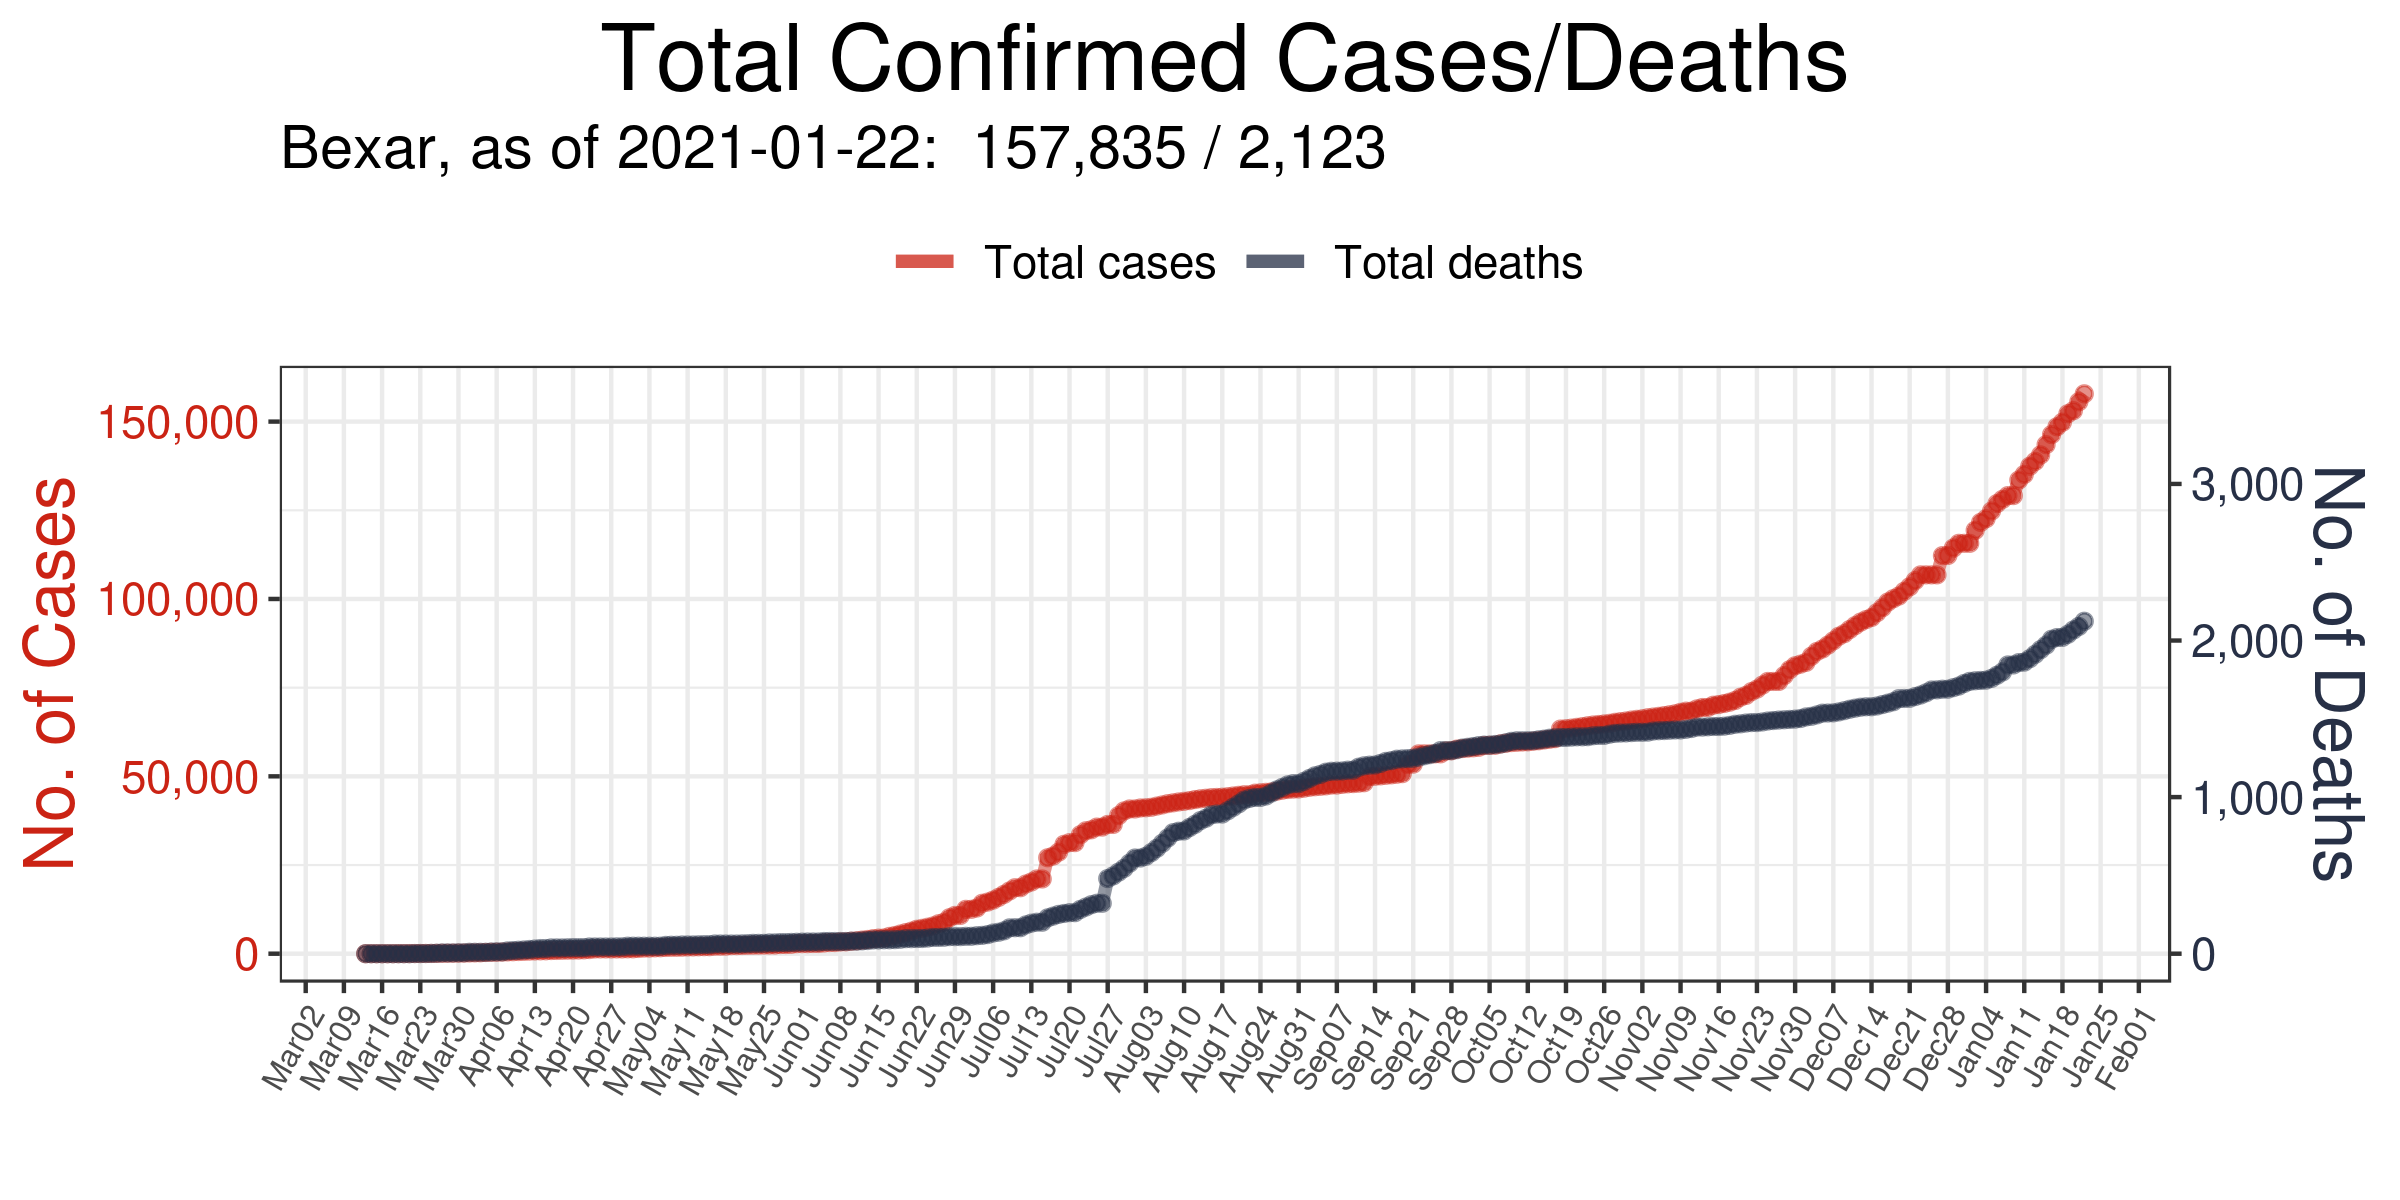 Total Confirmed Cases/Deaths
Bexar, as of 2021-01-22:  157,835 / 2,123
Total cases
Total deaths
No. of Cases
150,000
100,000
50,000
0
3,000
2,000
1,000
0
No. of Deaths
Mar02
Mar09
Mar16
Mar23
Mar30
Apr06
Apr13
Apr20
Apr27
May04
May11
May18
May25
Jun01
Jun08
Jun15
Jun22
Jun29
Jul06
Jul13
Jul20
Jul27
Aug03
Aug10
Aug17
Aug24
Aug31
Sep07
Sep14
Sep21
Sep28
Oct05
Oct12
Oct19
Oct26
Nov02
Nov09
Nov16
Nov23
Nov30
Dec07
Dec14
Dec21
Dec28
Jan04
Jan11
Jan18
Jan25
Feb01